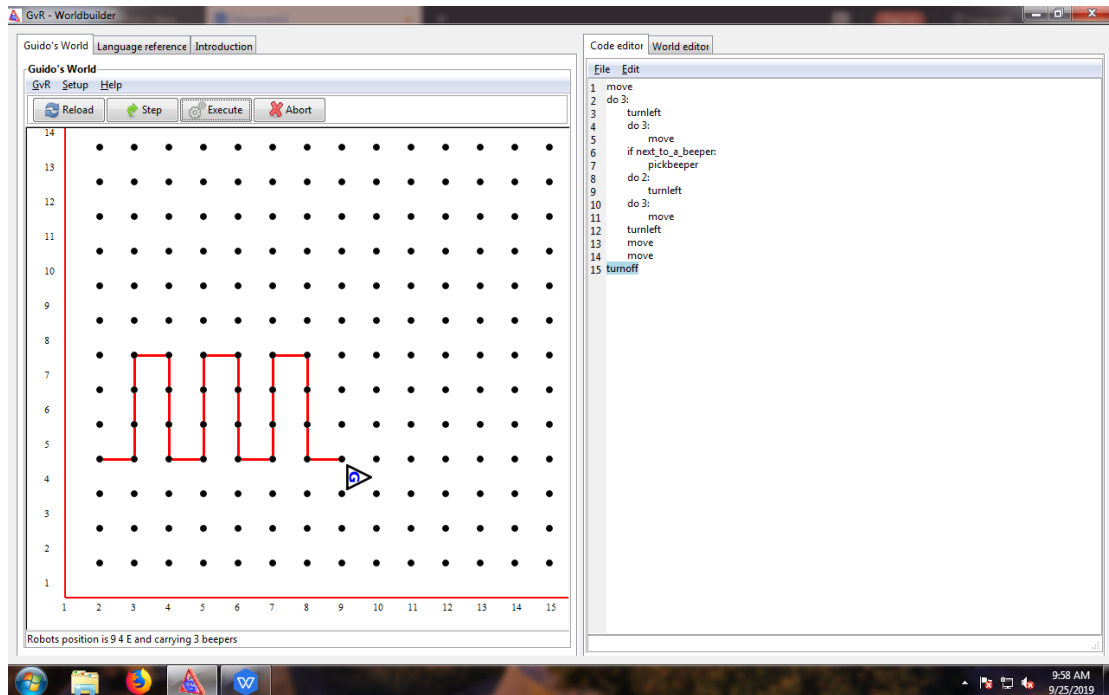 GvR - Worldbuilder
Guido's World Language reference Introduction
Guido's World
GvR Setup Help
Reload Step Execute Abort
14
13
12
11
10
9
8
7
6
5
4
3
2
1
G
1 2 3 4 5 6 7 8 9 10 11 12 13 14 15
Robots position is 9 4 E and carrying 3 beepers
Code editor World editor
File Edit
1 move
2 do 3:
3 turnleft
4 do 3:
5 move
6 if next_to_a_beeper:
7 pickbeeper
8 do 2:
9 turnleft
10 do 3:
11 move
12 turnleft
13 move
14 move
15 turnoff
9:58 AM
9/25/2019